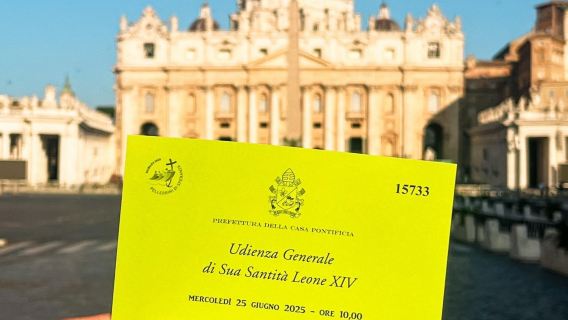 15733
PREFETTURA DELLA CASA PONTIFICIA
Udienza Generale
di Sua Santità Leone XIV
MERCOLEDÌ 25 GIUGNO 2025 - ORE 10,00